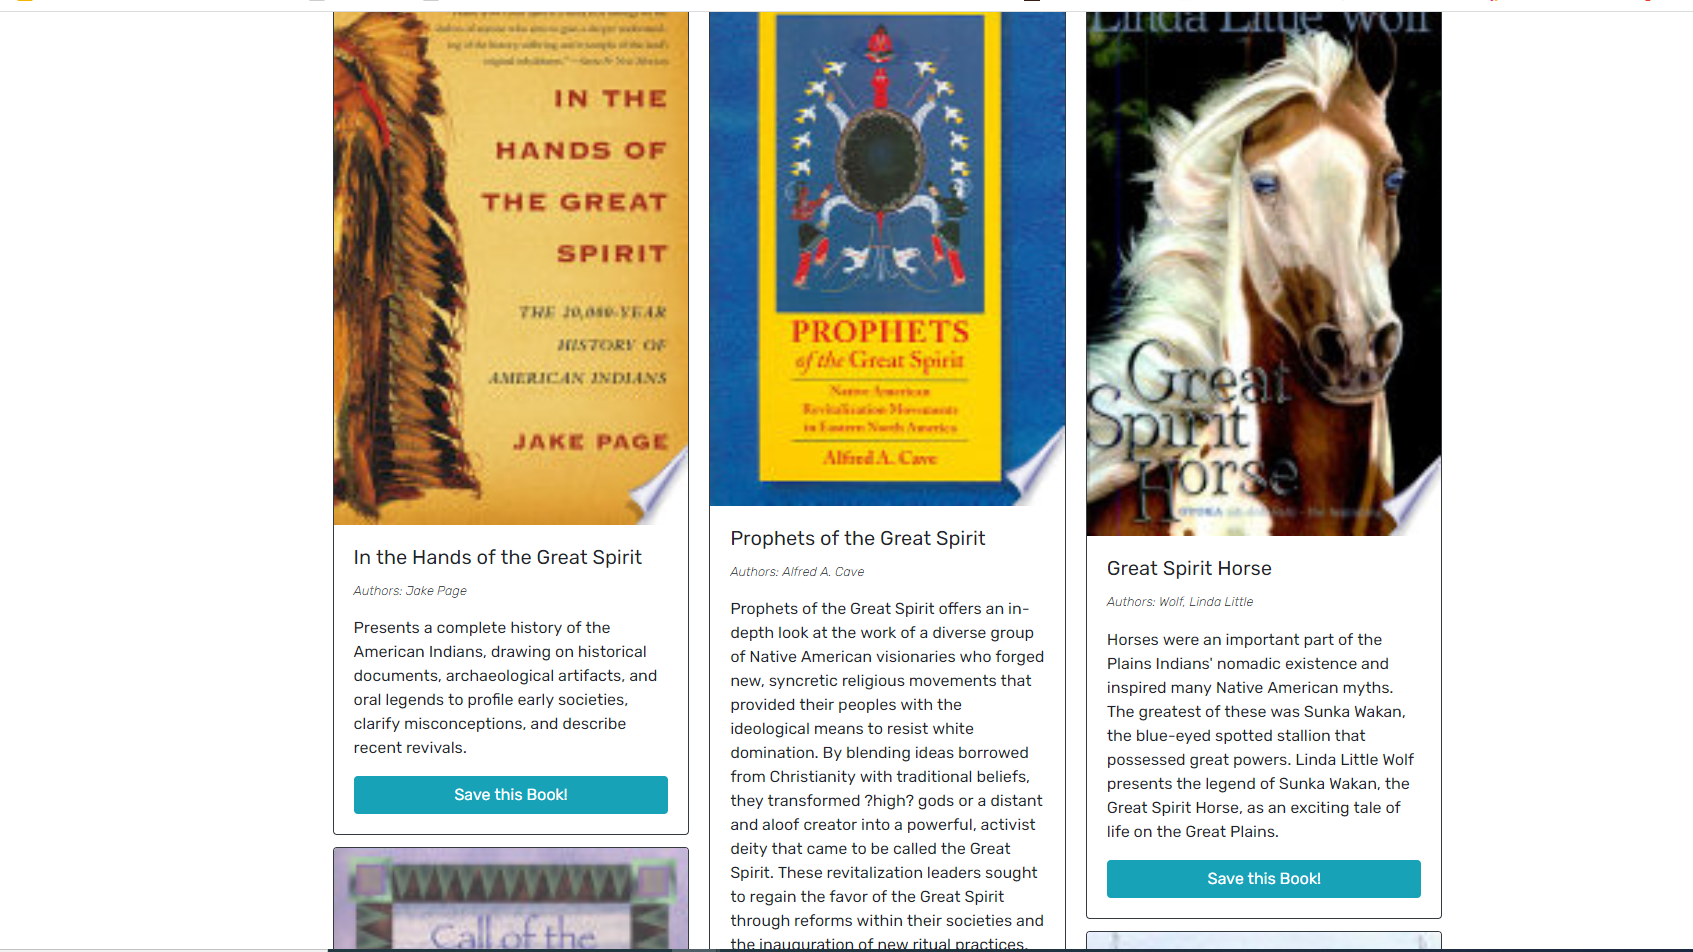 IN THE
HANDS OF
THE GREAT
SPIRIT
THE 20,000-YEAR
HISTORY OF
AMERICAN INDIANS
JAKE PAGE
In the Hands of the Great Spirit
Authors: Jake Page
Presents a complete history of the
American Indians, drawing on historical
documents, archaeological artifacts, and
oral legends to profile early societies,
clarify misconceptions, and describe
recent revivals.
Save this Book!
Call of the
PROPHETS
of the Great Spirit
Native American
Revitalization Movements
in Eastern North America
Alfred A. Cave
Prophets of the Great Spirit
Authors: Alfred A. Cave
Prophets of the Great Spirit offers an in-
depth look at the work of a diverse group
of Native American visionaries who forged
new, syncretic religious movements that
provided their peoples with the
ideological means to resist white
domination. By blending ideas borrowed
from Christianity with traditional beliefs,
they transformed ?high? gods or a distant
and aloof creator into a powerful, activist
deity that came to be called the Great
Spirit. These revitalization leaders sought
to regain the favor of the Great Spirit
through reforms within their societies and
the inauguration of new ritual practices.
Linda Little Wolf
Great
Spirit
Horse
Great Spirit Horse
Authors: Wolf, Linda Little
Horses were an important part of the
Plains Indians' nomadic existence and
inspired many Native American myths.
The greatest of these was Sunka Wakan,
the blue-eyed spotted stallion that
possessed great powers. Linda Little Wolf
presents the legend of Sunka Wakan, the
Great Spirit Horse, as an exciting tale of
life on the Great Plains.
Save this Book!